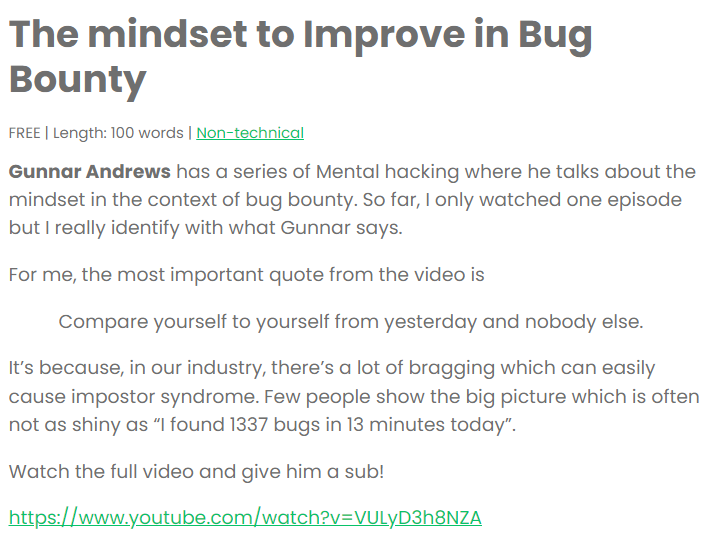 The mindset to Improve in Bug
Bounty
FREE | Length: 100 words | Non-technical
Gunnar Andrews has a series of Mental hacking where he talks about the
mindset in the context of bug bounty. So far, I only watched one episode
but I really identify with what Gunnar says.
For me, the most important quote from the video is
Compare yourself to yourself from yesterday and nobody else.
It’s because, in our industry, there’s a lot of bragging which can easily
cause impostor syndrome. Few people show the big picture which is often
not as shiny as “I found 1337 bugs in 13 minutes today”.
Watch the full video and give him a sub!
https://www.youtube.com/watch?v=VULyD3h8NZA